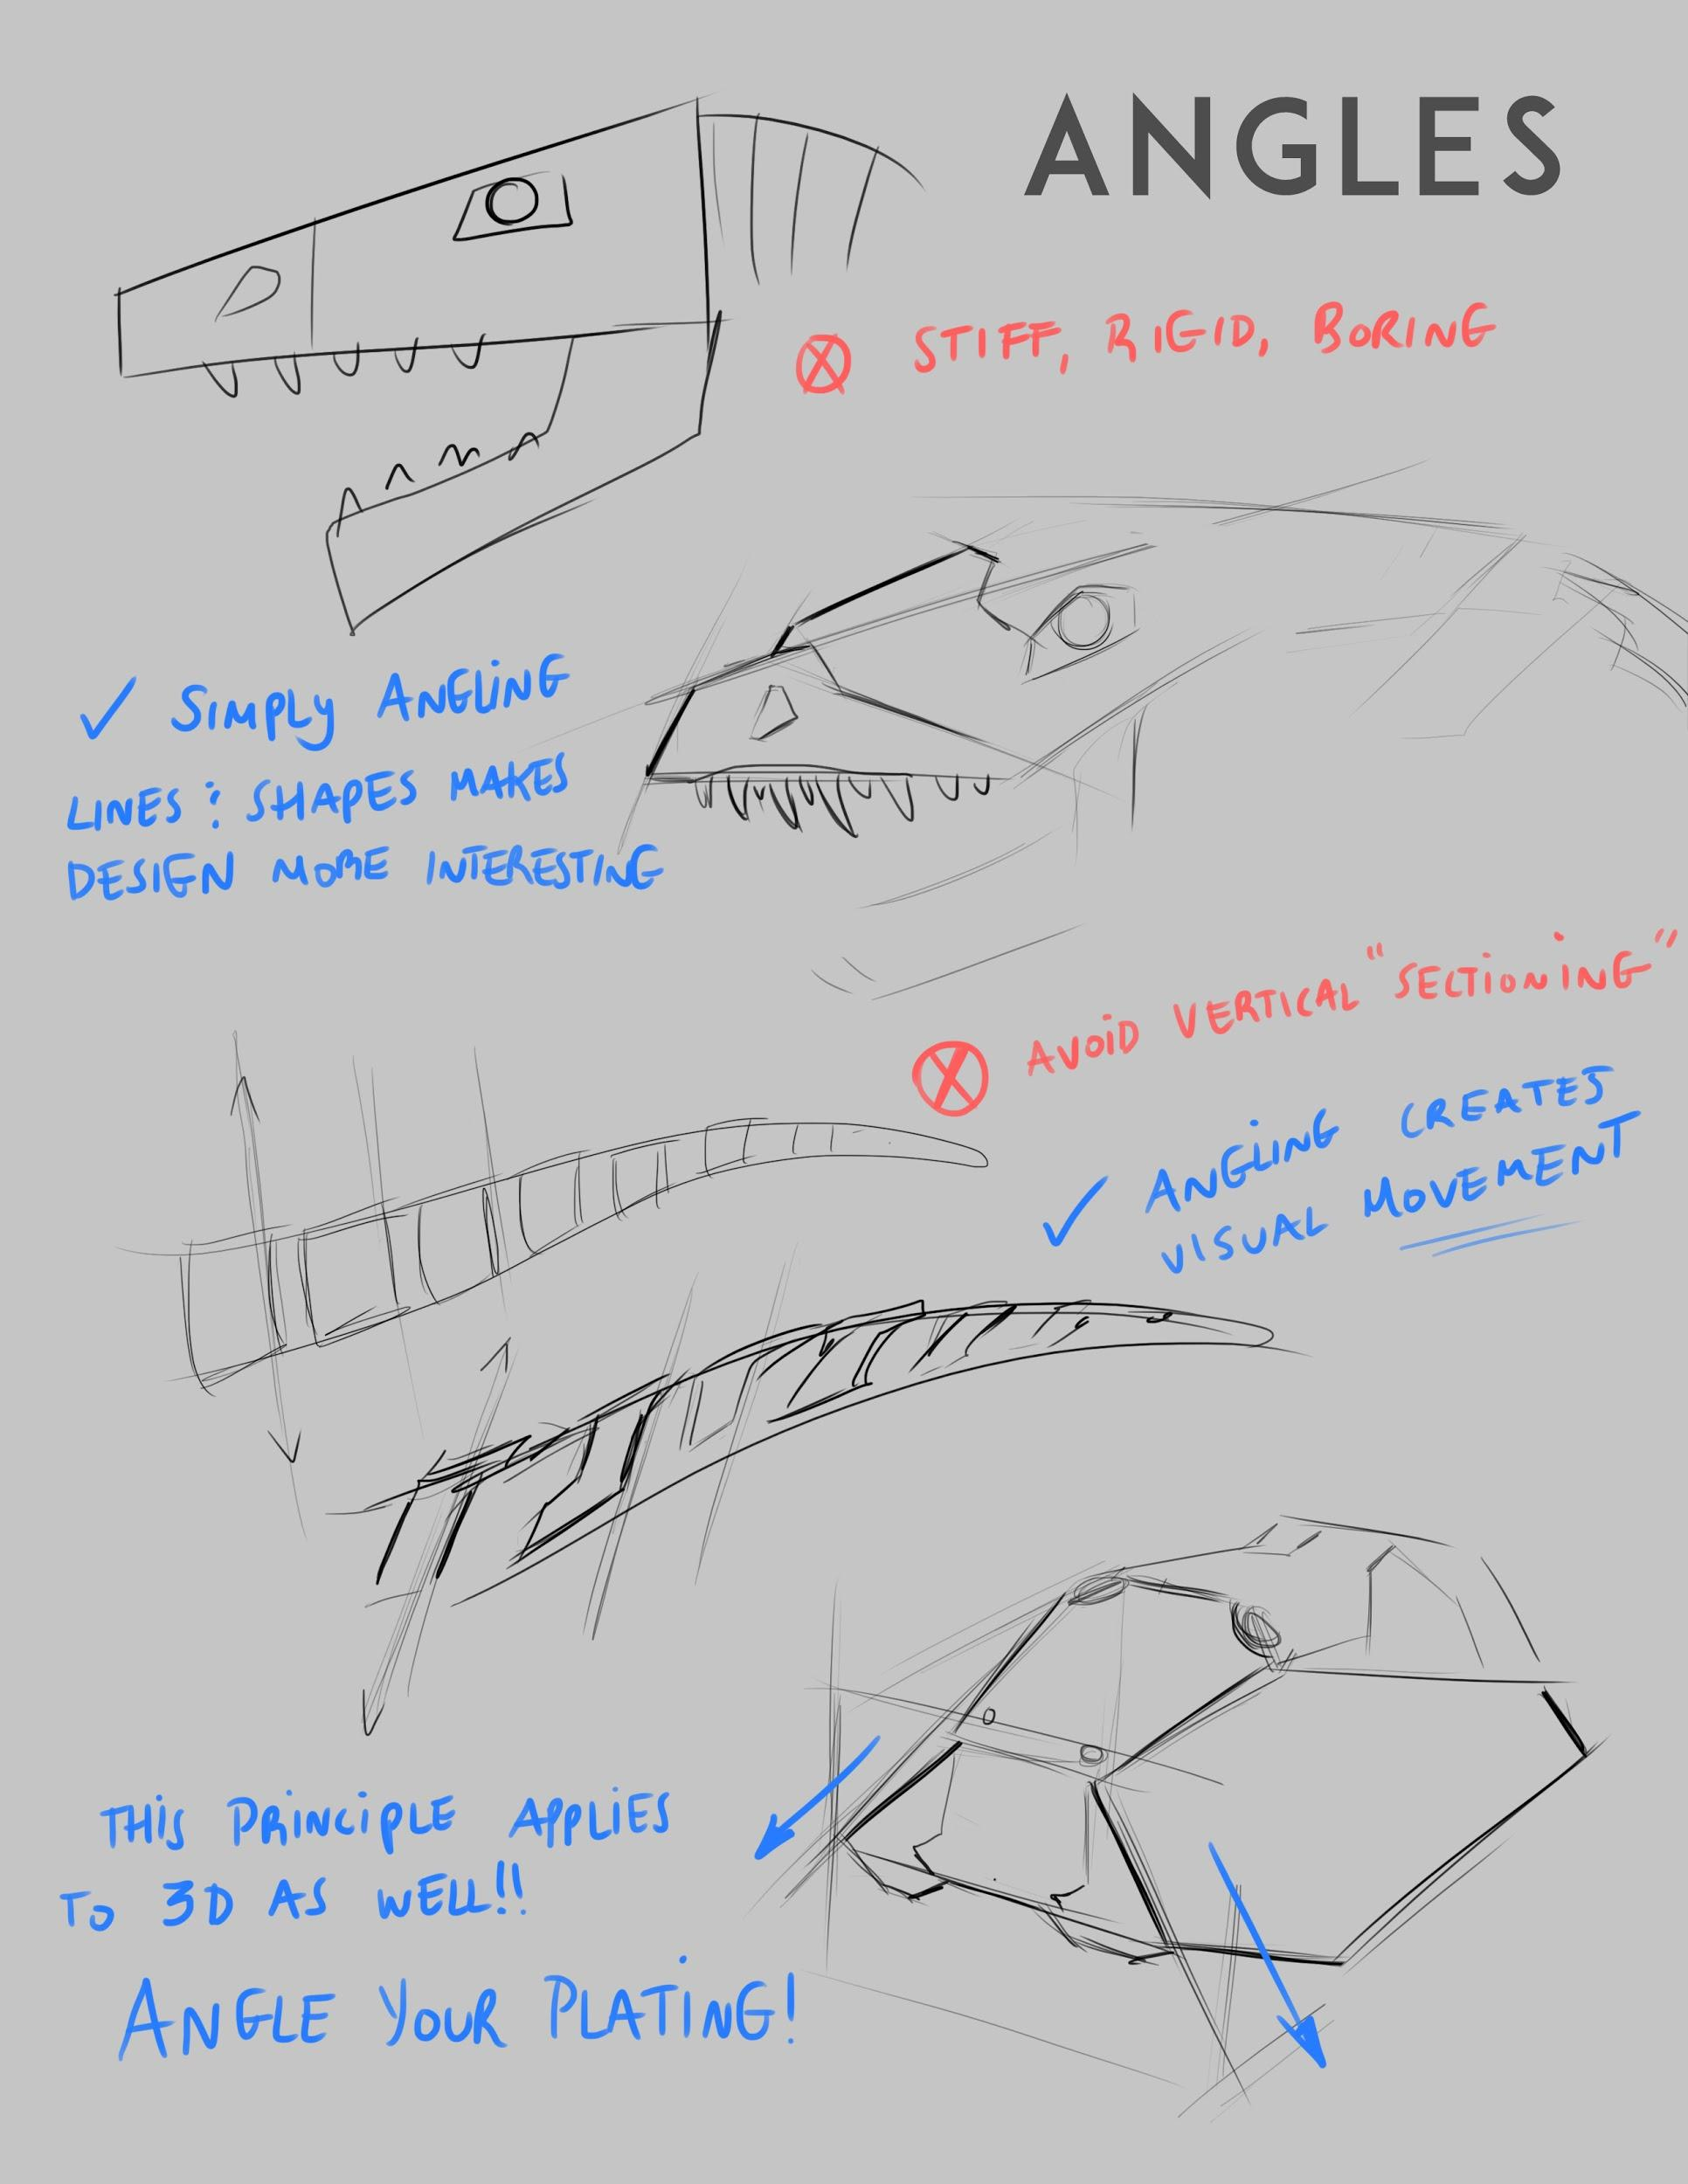 ANGLES
STIFF, RIGID, BORING
✓ SIMPLY ANGLING
LINES & SHAPES MAKES
DESIGN MORE INTERESTING
AVOID VERTICAL "SECTIONING"
✓ ANGLING CREATES
VISUAL MOVEMENT
THIS PRINCIPLE APPLIES
TO 3D AS WELL!!
ANGLE YOUR PLATING!